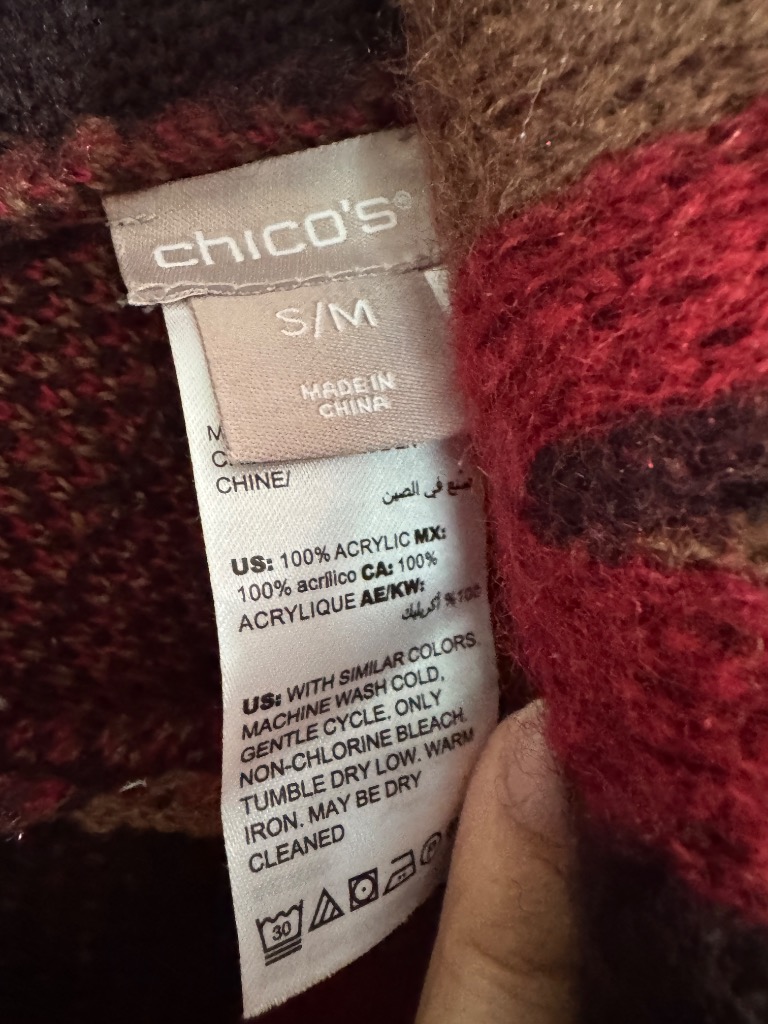 chico's®
S/M
MADE IN
CHINA
CHINE/
صنع في الصين
US: 100% ACRYLIC MX:
100% acrílico CA: 100%
ACRYLIQUE AE/KW:
100% أكريليك
US: WITH SIMILAR COLORS.
MACHINE WASH COLD,
GENTLE CYCLE, ONLY
NON-CHLORINE BLEACH.
TUMBLE DRY LOW. WARM
IRON. MAY BE DRY
CLEANED
30
P